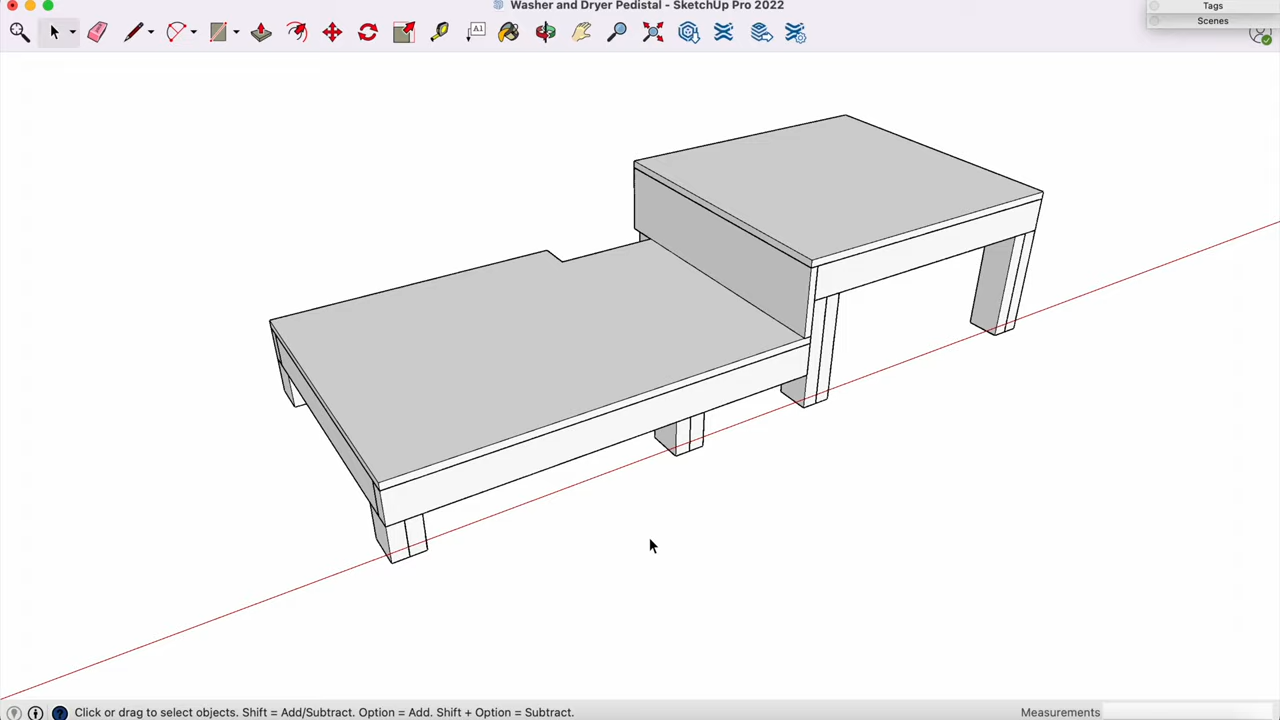 Washer and Dryer Pedistal - SketchUp Pro 2022
Tags
Scenes
A1
Click or drag to select objects. Shift = Add/Subtract. Option = Add. Shift + Option = Subtract.
Measurements